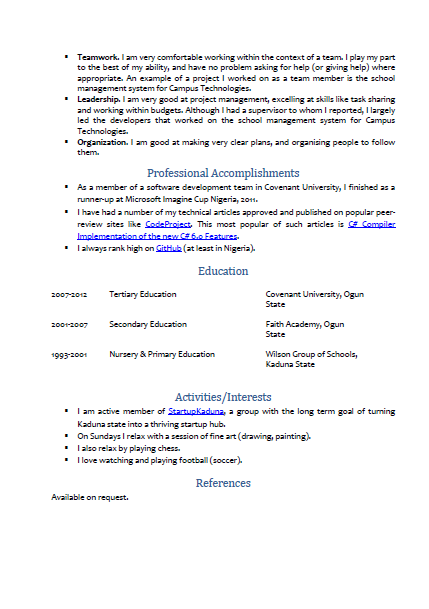 ▪ Teamwork. I am very comfortable working within the context of a team. I play my part
to the best of my ability, and have no problem asking for help (or giving help) where
appropriate. An example of a project I worked on as a team member is the school
management system for Campus Technologies.
▪ Leadership. I am very good at project management, excelling at skills like task sharing
and working within budgets. Although I had a supervisor to whom I reported, I largely
led the developers that worked on the school management system for Campus
Technologies.
▪ Organization. I am good at making very clear plans, and organising people to follow
them.
Professional Accomplishments
▪ As a member of a software development team in Covenant University, I finished as a
runner-up at Microsoft Imagine Cup Nigeria, 2011.
▪ I have had a number of my technical articles approved and published on popular peer-
review sites like CodeProject. This most popular of such articles is C# Compiler
Implementation of the new C# 6.0 Features.
▪ I always rank high on GitHub (at least in Nigeria).
Education
2007-2012 Tertiary Education Covenant University, Ogun
State
2001-2007 Secondary Education Faith Academy, Ogun
State
1993-2001 Nursery & Primary Education Wilson Group of Schools,
Kaduna State
Activities/Interests
▪ I am active member of StartupKaduna, a group with the long term goal of turning
Kaduna state into a thriving startup hub.
▪ On Sundays I relax with a session of fine art (drawing, painting).
▪ I also relax by playing chess.
▪ I love watching and playing football (soccer).
References
Available on request.